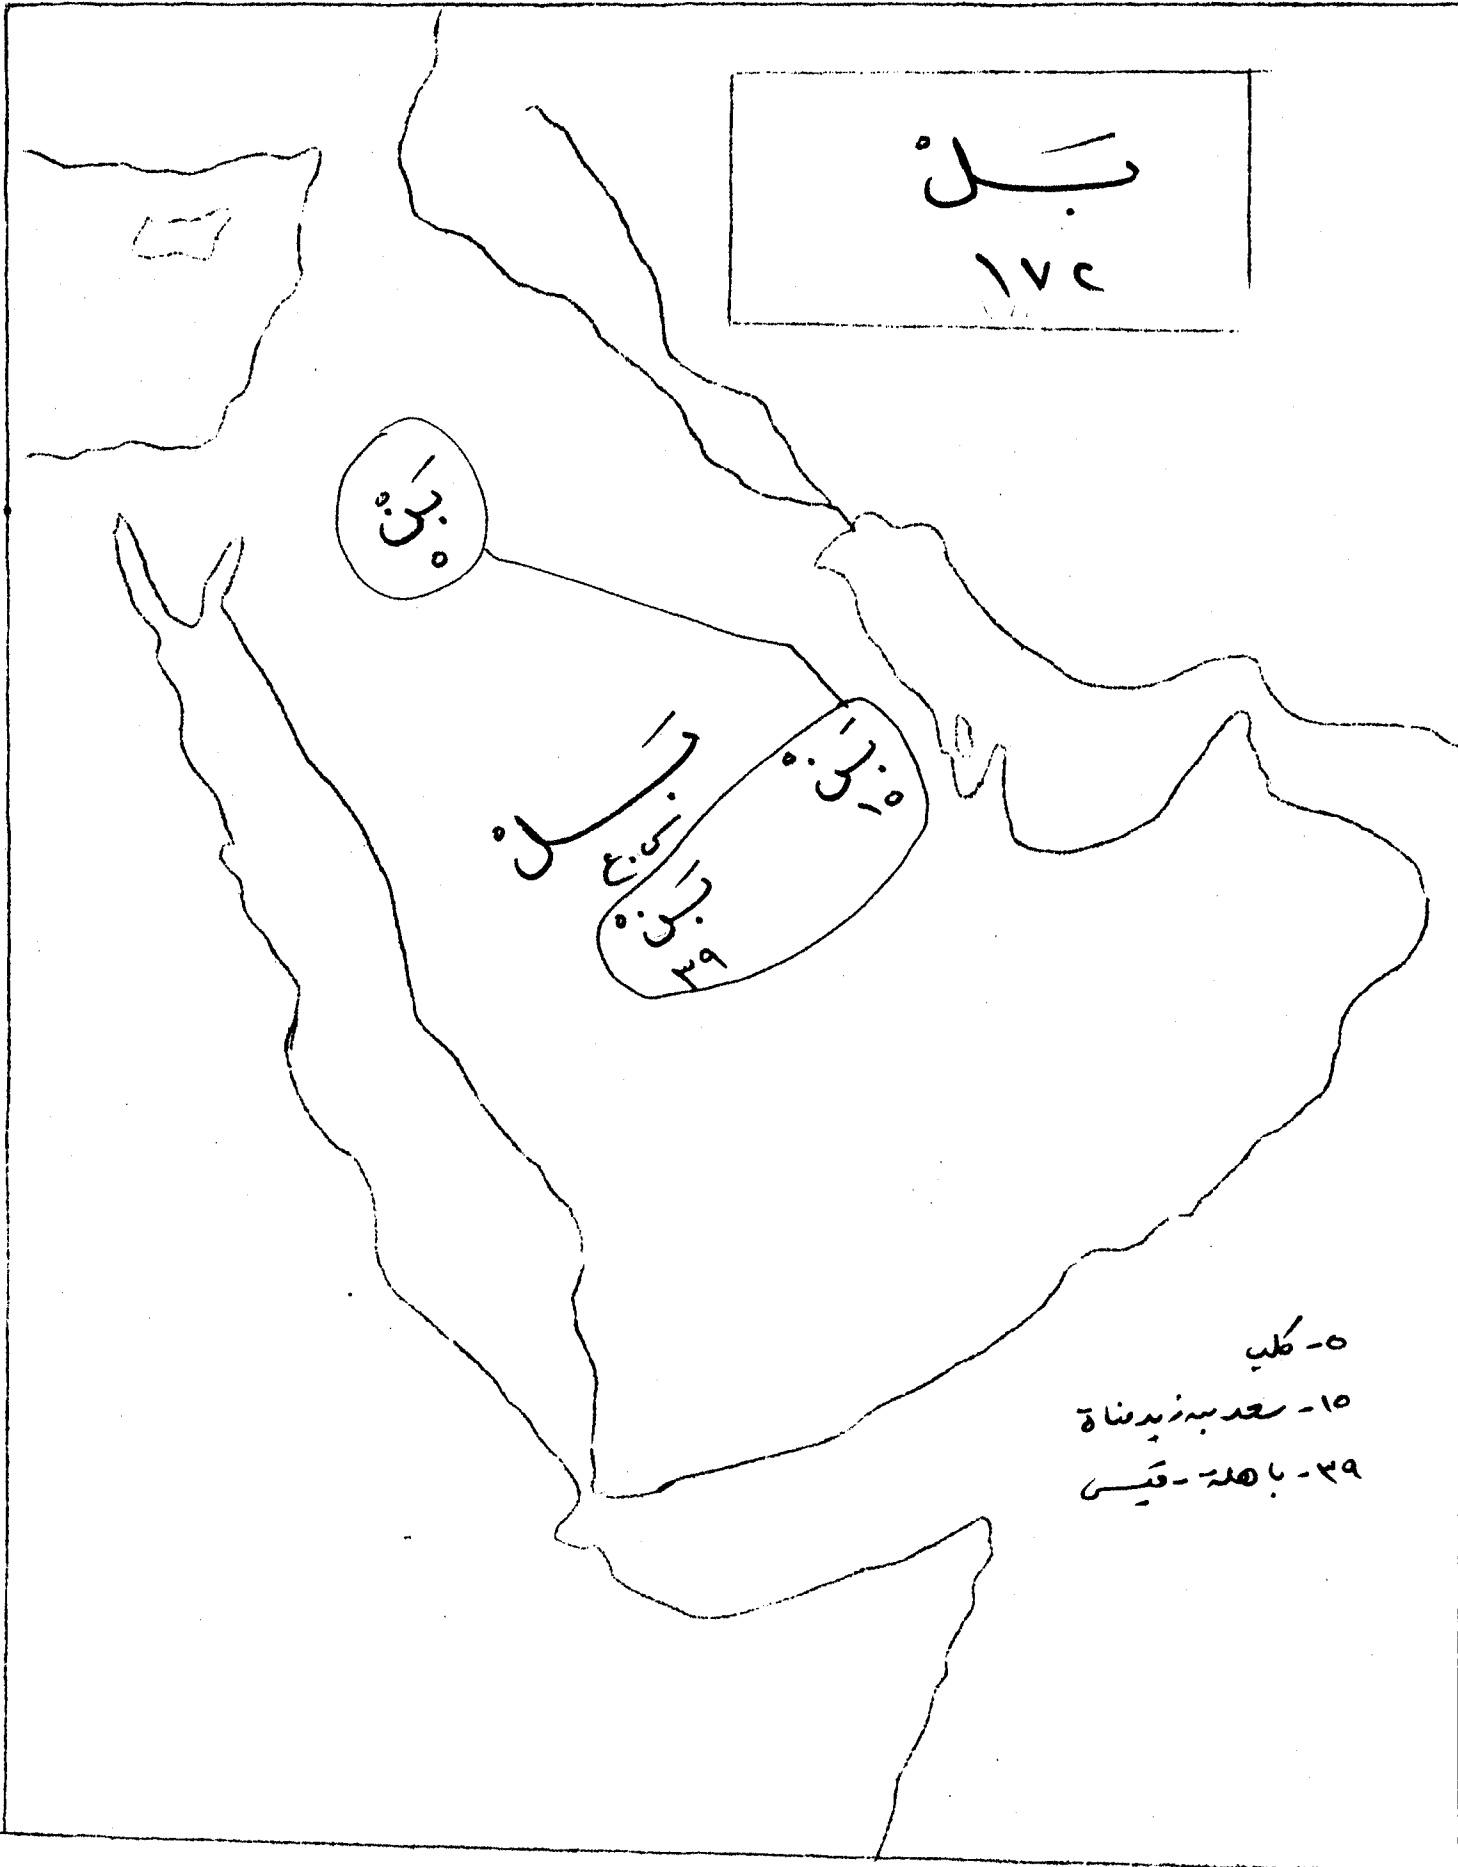 بَلْ
١٧٢
بَنْ
٥
بَنْ
١٥
بَلْ
ى.ع
بَنْ
٣٩
٥- كلب
١٥- سعد بن زيد مناة
٣٩- باهلة - قيس